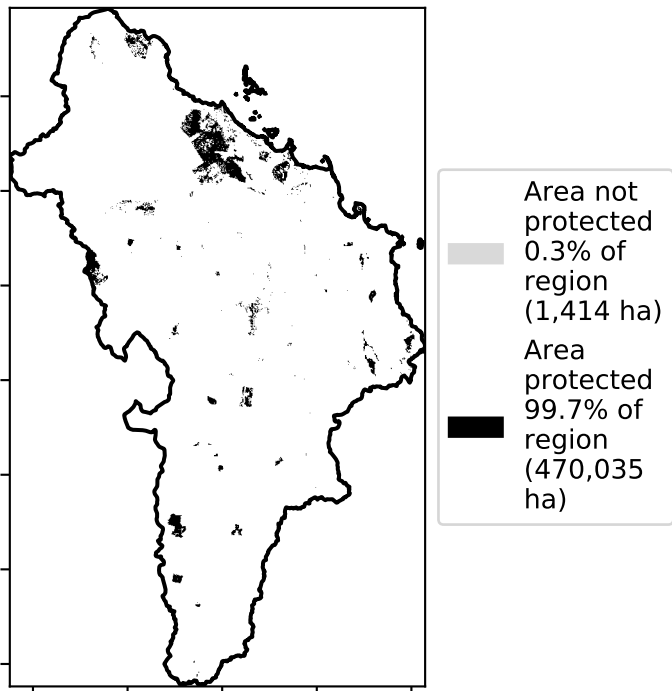 Area not
protected
0.3% of
region
(1,414 ha)
Area
protected
99.7% of
region
(470,035
ha)